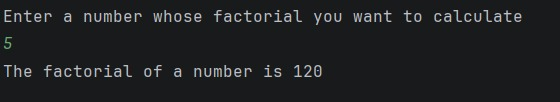 Enter a number whose factorial you want to calculate
5
The factorial of a number is 120